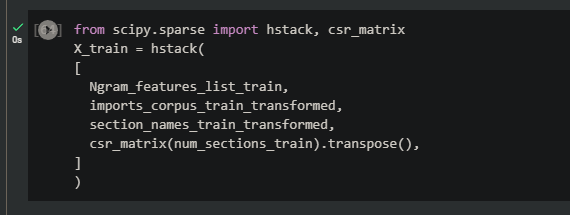 0s
from scipy.sparse import hstack, csr_matrix
X_train = hstack(
[
  Ngram_features_list_train,
  imports_corpus_train_transformed,
  section_names_train_transformed,
  csr_matrix(num_sections_train).transpose(),
]
)